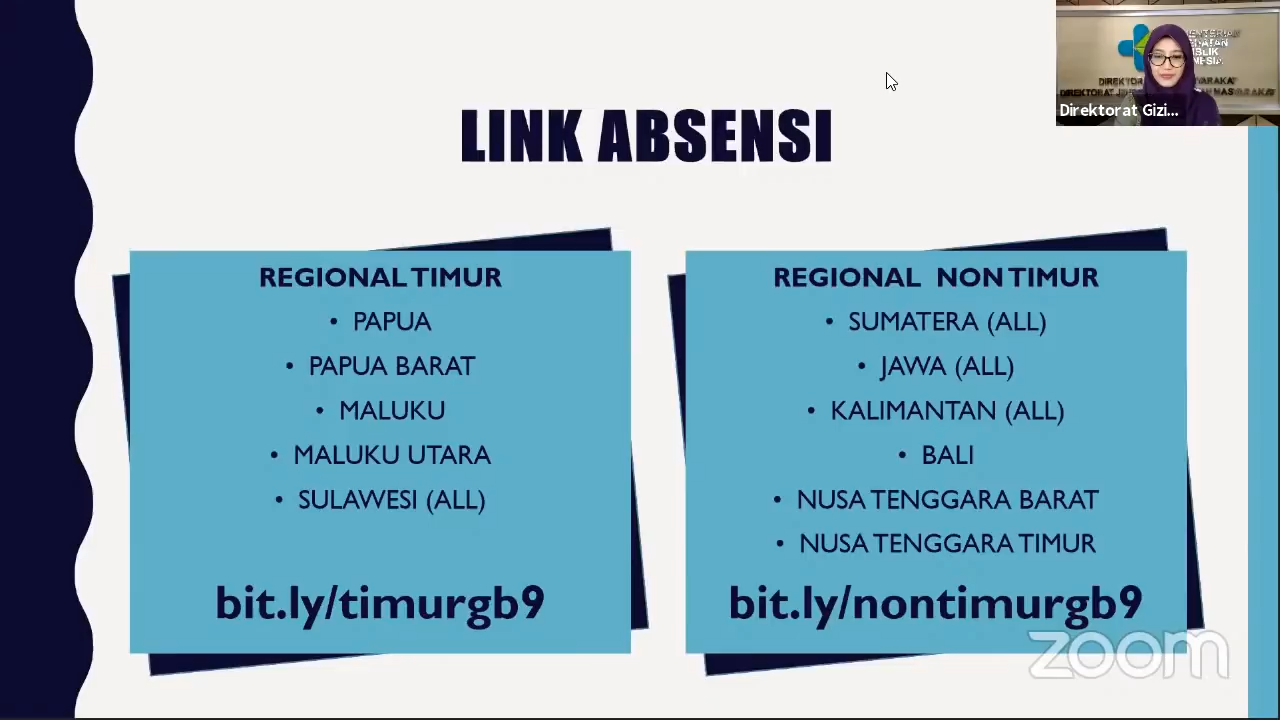 LINK ABSENSI
REGIONAL TIMUR
• PAPUA
• PAPUA BARAT
• MALUKU
• MALUKU UTARA
• SULAWESI (ALL)
bit.ly/timurgb9
REGIONAL NON TIMUR
• SUMATERA (ALL)
• JAWA (ALL)
• KALIMANTAN (ALL)
• BALI
• NUSA TENGGARA BARAT
• NUSA TENGGARA TIMUR
bit.ly/nontimurgb9
Direktorat Gizi...
zoom